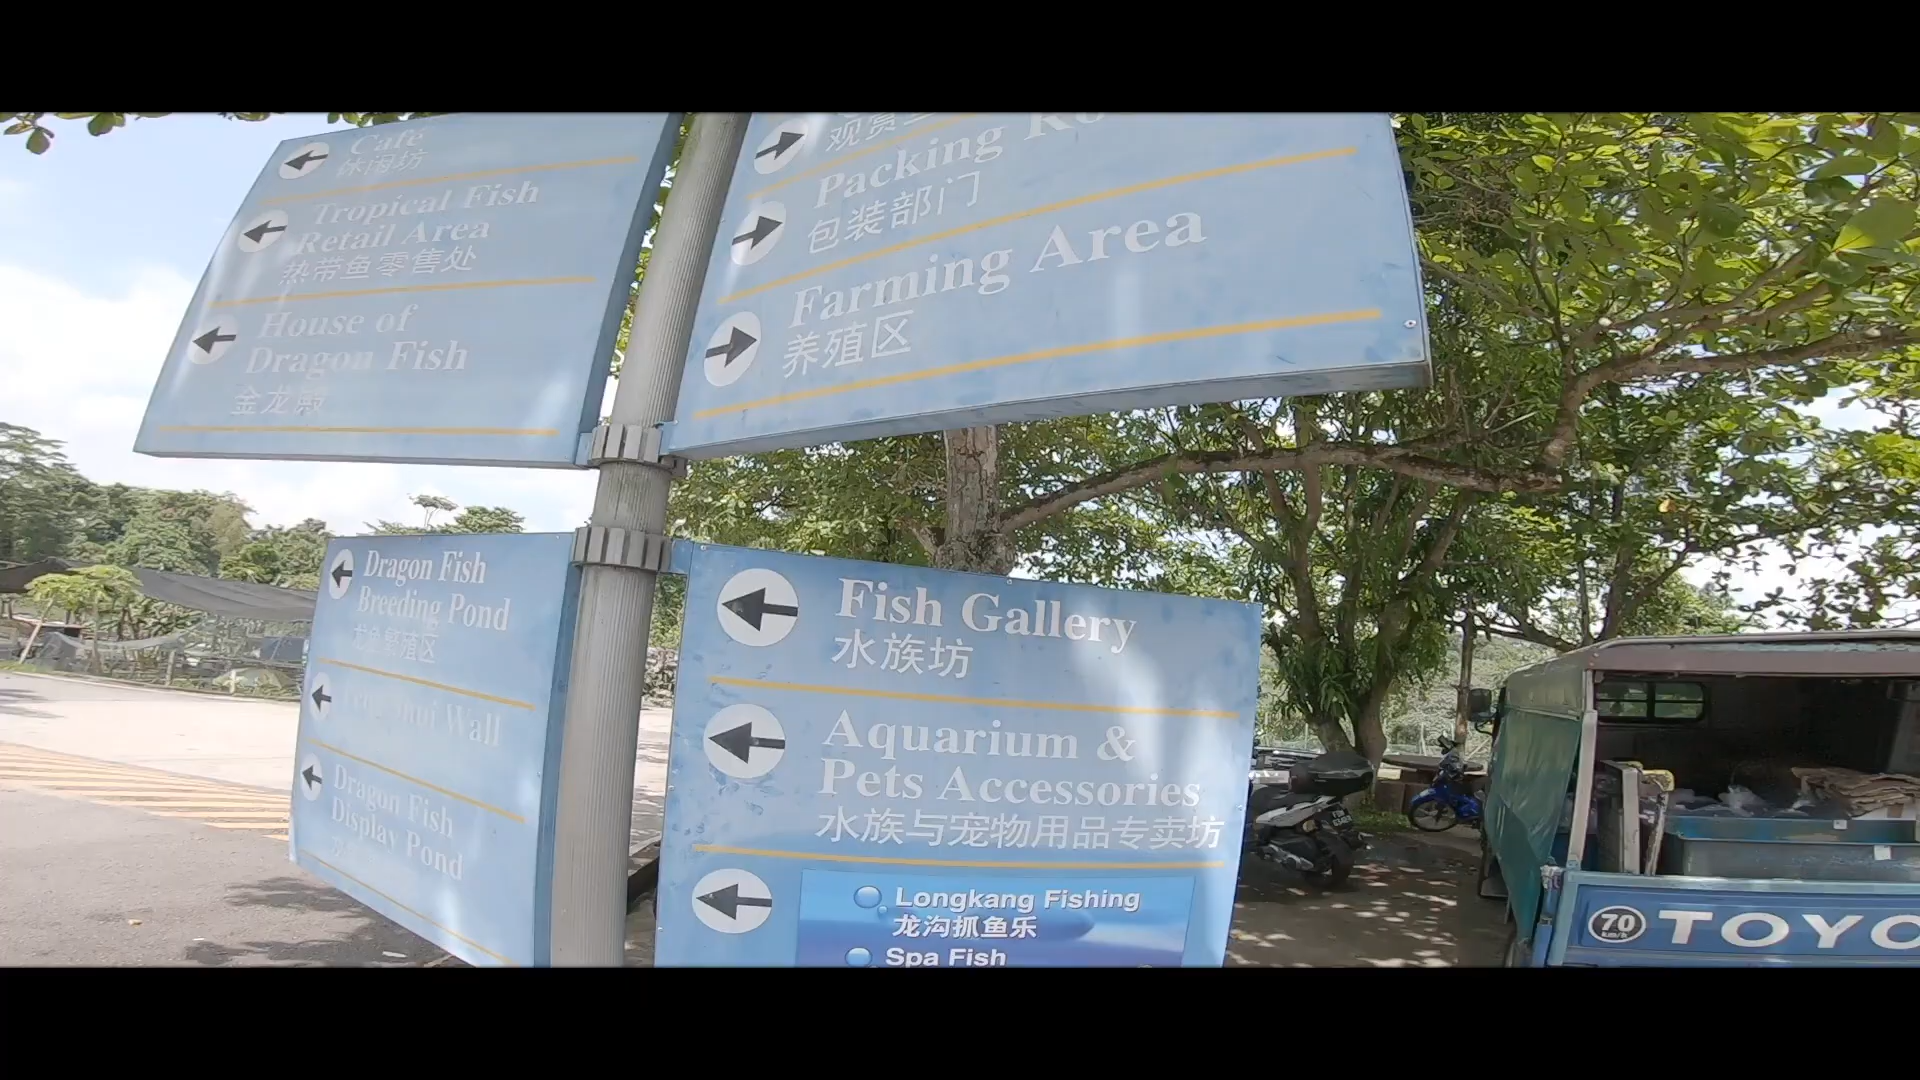 Café
休闲坊
Tropical Fish
Retail Area
热带鱼零售处
House of
Dragon Fish
金龙殿
观赏
Packing
包装部门
Farming Area
养殖区
Dragon Fish
Breeding Pond
龙鱼繁殖区
Wall
Dragon Fish
Display Pond
Fish Gallery
水族坊
Aquarium &
Pets Accessories
水族与宠物用品专卖坊
Longkang Fishing
龙沟抓鱼乐
Spa Fish
70
km/h
TOYO